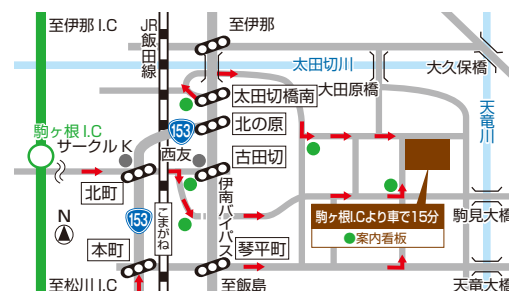 至伊那 I.C
JR飯田線
至伊那
太田切川
大田原橋
大久保橋
太田切橋南
天竜川
駒ヶ根 I.C
サークルK
153
北の原
西友
古田切
北町
N
153
こまがね
伊南バイパス
駒ヶ根I.Cより車で15分
案内看板
駒見大橋
本町
琴平町
至松川 I.C
至飯島
天竜大橋